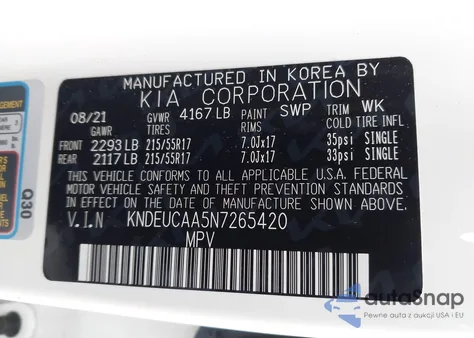 MANUFACTURED IN KOREA BY
KIA CORPORATION
08/21 GVWR 4167 LB PAINT SWP TRIM WK
GAWR RIMS COLD TIRE INFL
FRONT 2293 LB 215/55R17 7.0Jx17 35psi SINGLE
REAR 2117 LB 215/55R17 7.0Jx17 33psi SINGLE
THIS VEHICLE CONFORMS TO ALL APPLICABLE U.S.A. FEDERAL
MOTOR VEHICLE SAFETY AND THEFT PREVENTION STANDARDS
IN EFFECT ON THE DATE OF MANUFACTURE SHOWN ABOVE.
V.I.N KNDEUCAA5N7265420
MPV
Q30
autoSnap
Pewne auta z aukcji USA i EU